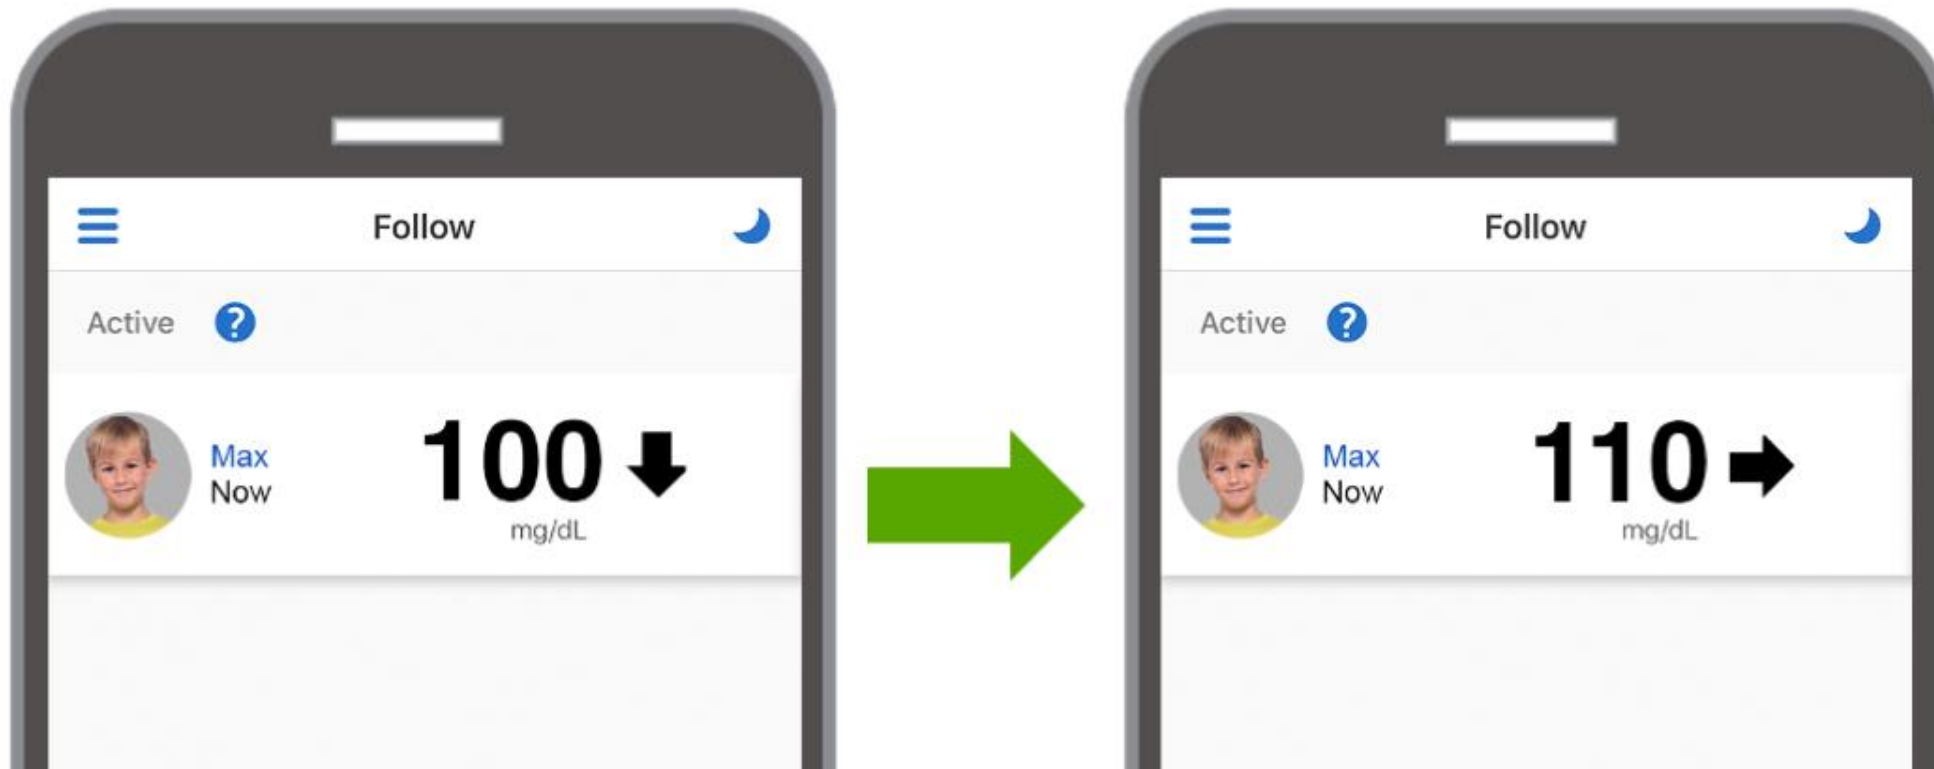 Follow
Active
Max
Now
100
mg/dL
Follow
Active
Max
Now
110
mg/dL